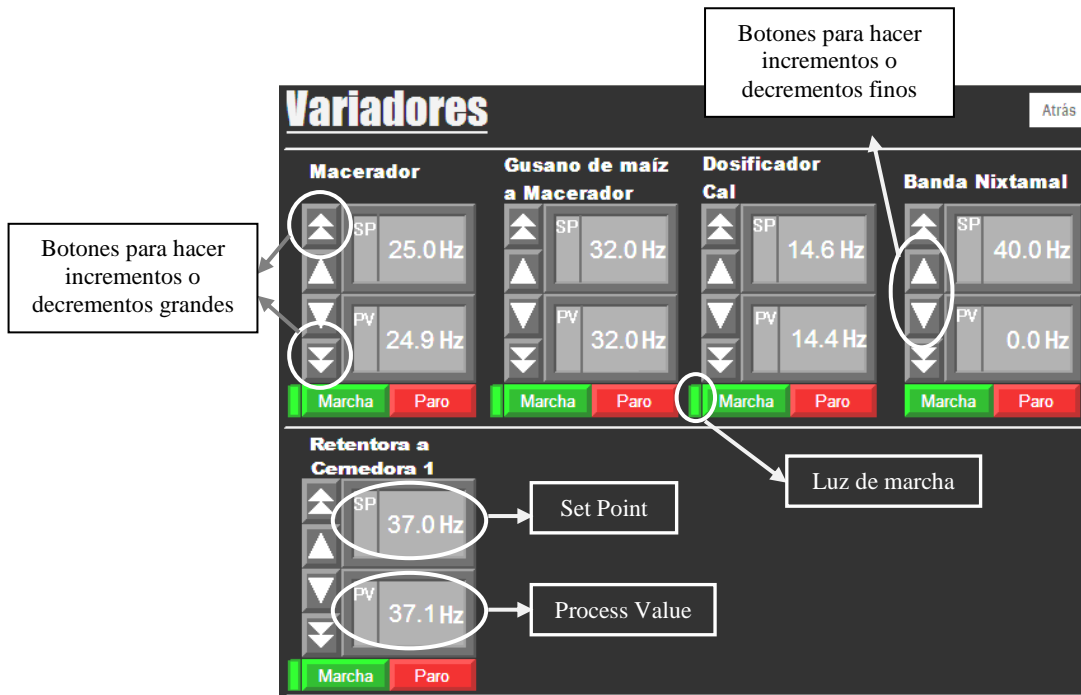 Botones para hacer
incrementos o
decrementos finos
Variadores
Atrás
Botones para hacer
incrementos o
decrementos grandes
Macerador
SP
25.0 Hz
PV
24.9 Hz
Marcha Paro
Gusano de maíz
a Macerador
SP
32.0 Hz
PV
32.0 Hz
Marcha Paro
Dosificador
Cal
SP
14.6 Hz
PV
14.4 Hz
Marcha Paro
Banda Nixtamal
SP
40.0 Hz
PV
0.0 Hz
Marcha Paro
Luz de marcha
Retentora a
Cernedora 1
SP
37.0 Hz
Set Point
PV
37.1 Hz
Process Value
Marcha Paro